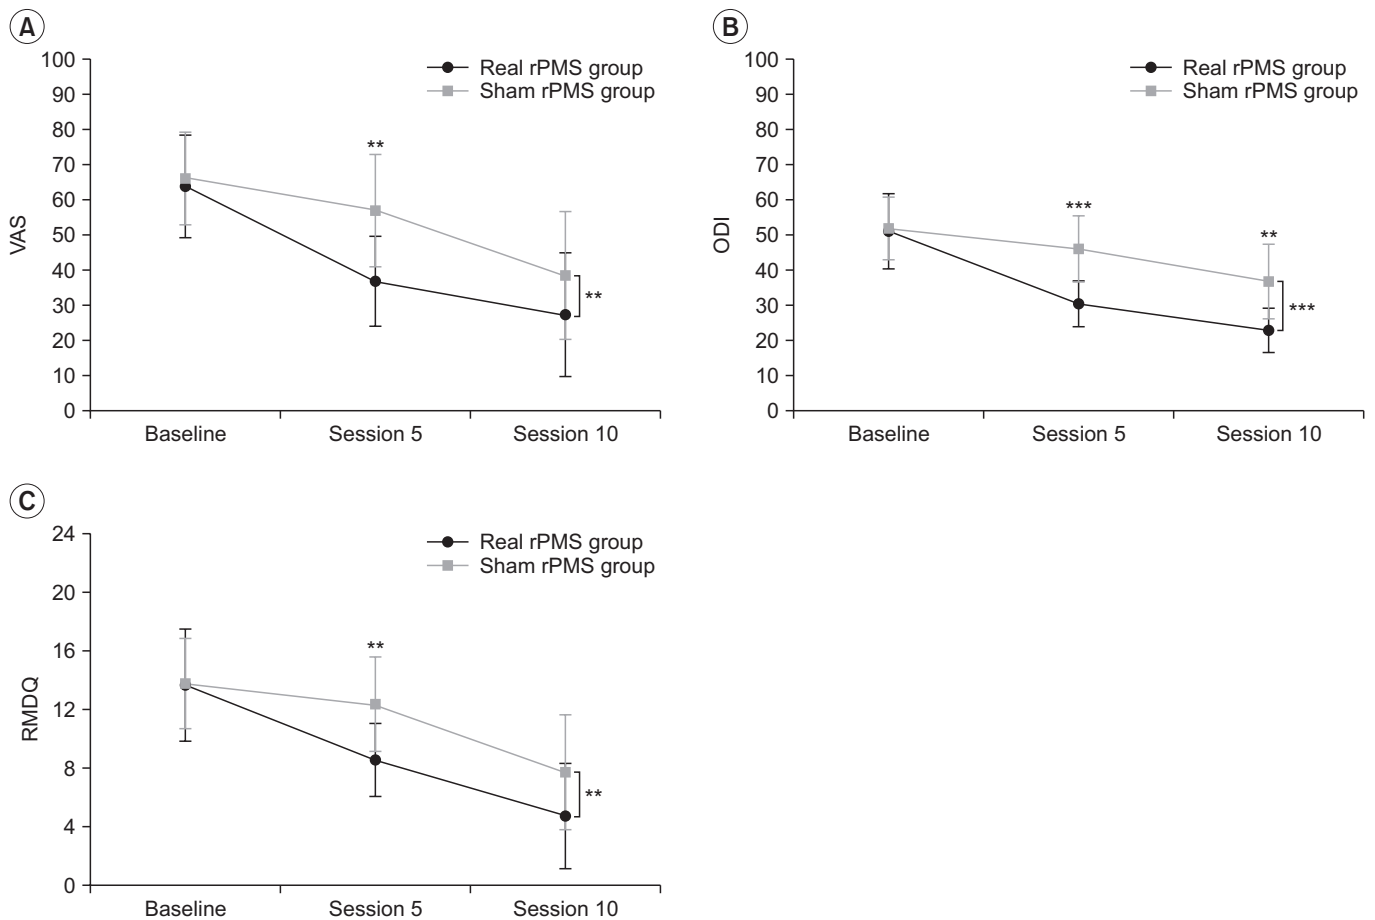 A
VAS
100
90
80
70
60
50
40
30
20
10
0
Real rPMS group
Sham rPMS group
**
**
Baseline
Session 5
Session 10
B
ODI
100
90
80
70
60
50
40
30
20
10
0
Real rPMS group
Sham rPMS group
***
**
***
Baseline
Session 5
Session 10
C
RMDQ
24
20
16
12
8
4
0
Real rPMS group
Sham rPMS group
**
**
Baseline
Session 5
Session 10